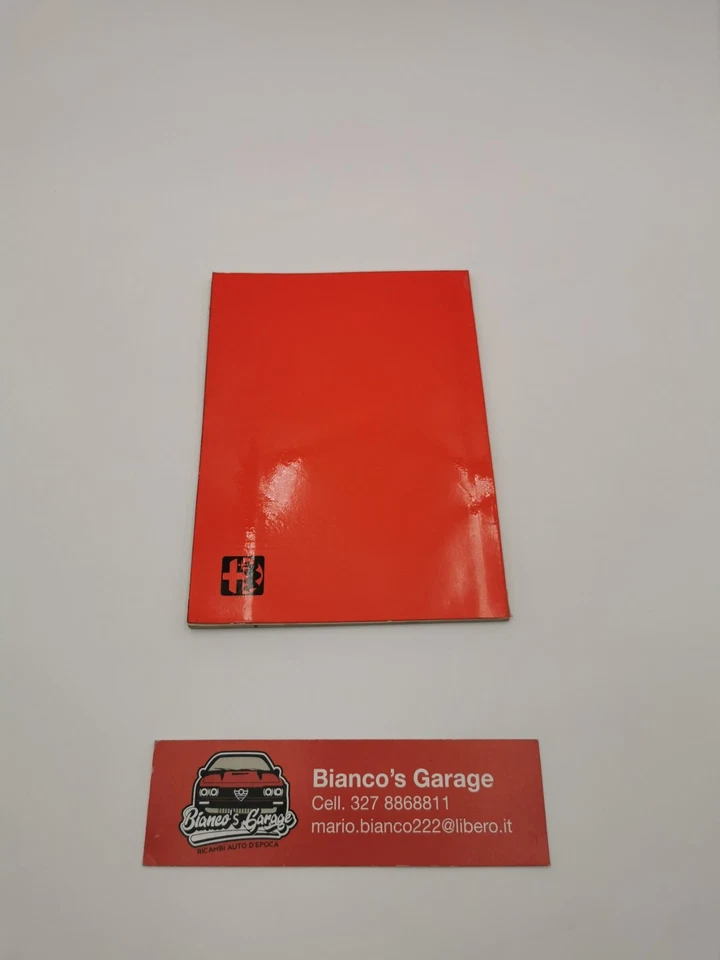 Bianco's Garage
RICAMBI AUTO D'EPOCA
Bianco's Garage
Cell. 327 8868811
mario.bianco222@libero.it